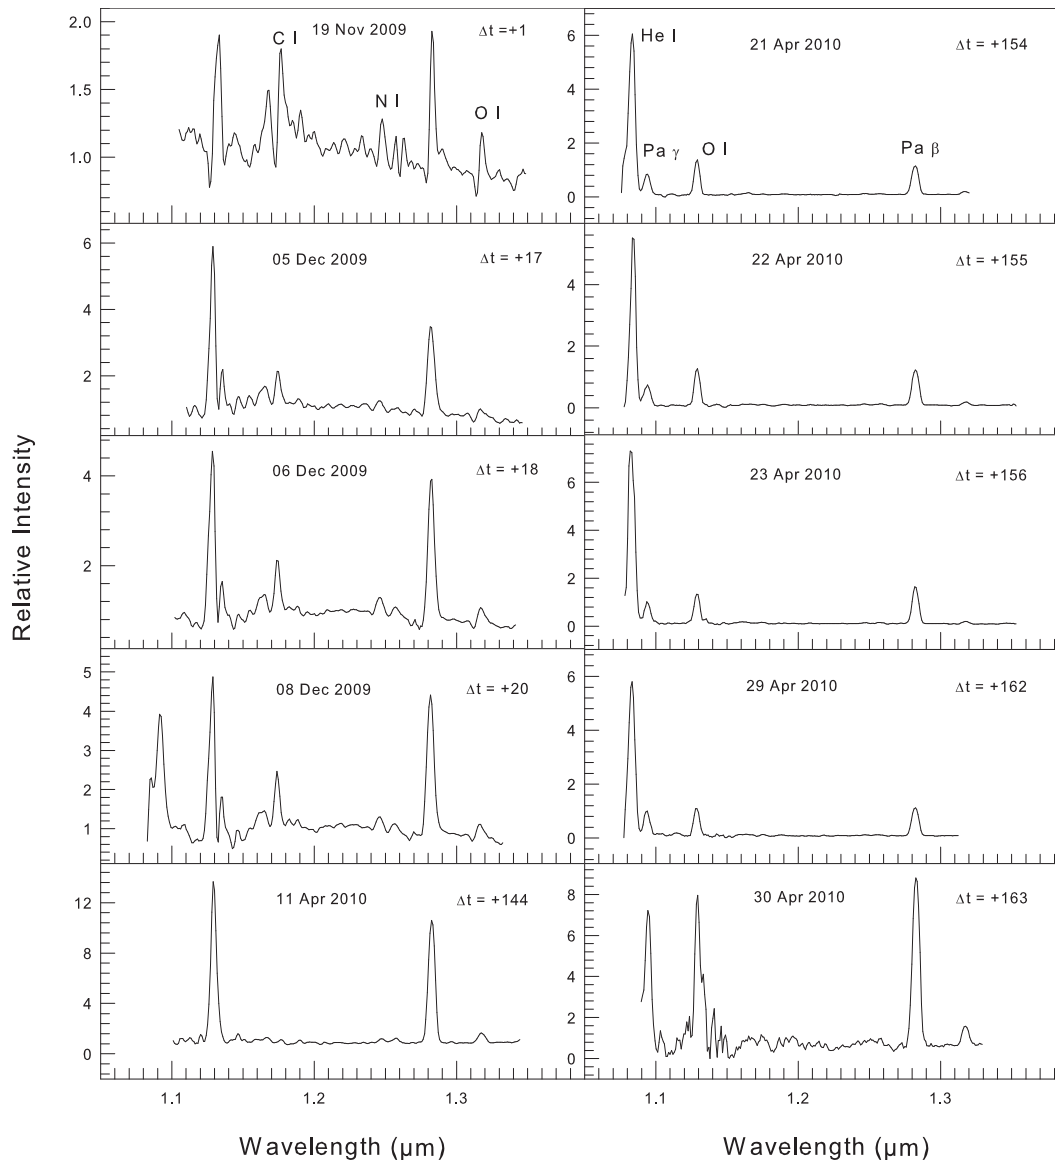 19 Nov 2009 Δt =+1
C I
N I
O I
2.0
1.0
05 Dec 2009 Δt = +17
6
4
2
06 Dec 2009 Δt = +18
4
2
08 Dec 2009 Δt = +20
5
4
3
2
1
11 Apr 2010 Δt = +144
12
8
4
0
1.1 1.2 1.3
Wavelength (μm)
Relative Intensity
21 Apr 2010 Δt = +154
He I
Pa γ O I Pa β
6
4
2
0
22 Apr 2010 Δt = +155
4
2
0
23 Apr 2010 Δt = +156
6
4
2
0
29 Apr 2010 Δt = +162
6
4
2
0
30 Apr 2010 Δt = +163
8
6
4
2
0
1.1 1.2 1.3
Wavelength (μm)